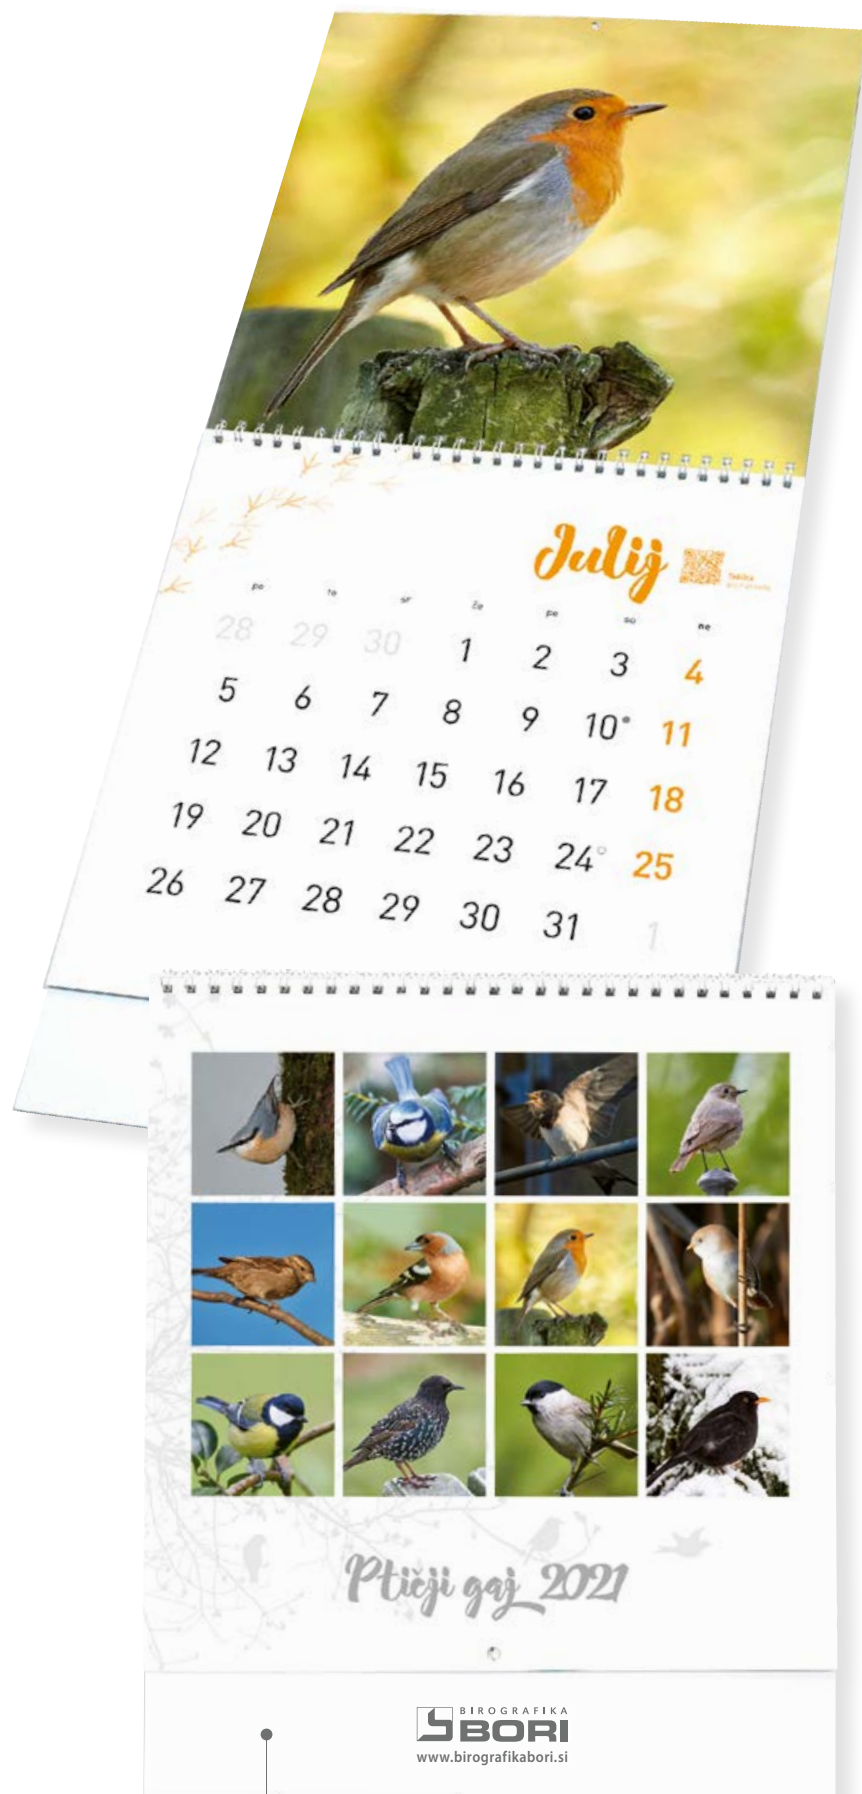 Julij
po to sr če pe so ne
28 29 30 1 2 3 4
5 6 7 8 9 10 11
12 13 14 15 16 17 18
19 20 21 22 23 24 25
26 27 28 29 30 31 1
Ptičji gaj 2021
BIROGRAFIKA
BORI
www.birografikabori.si